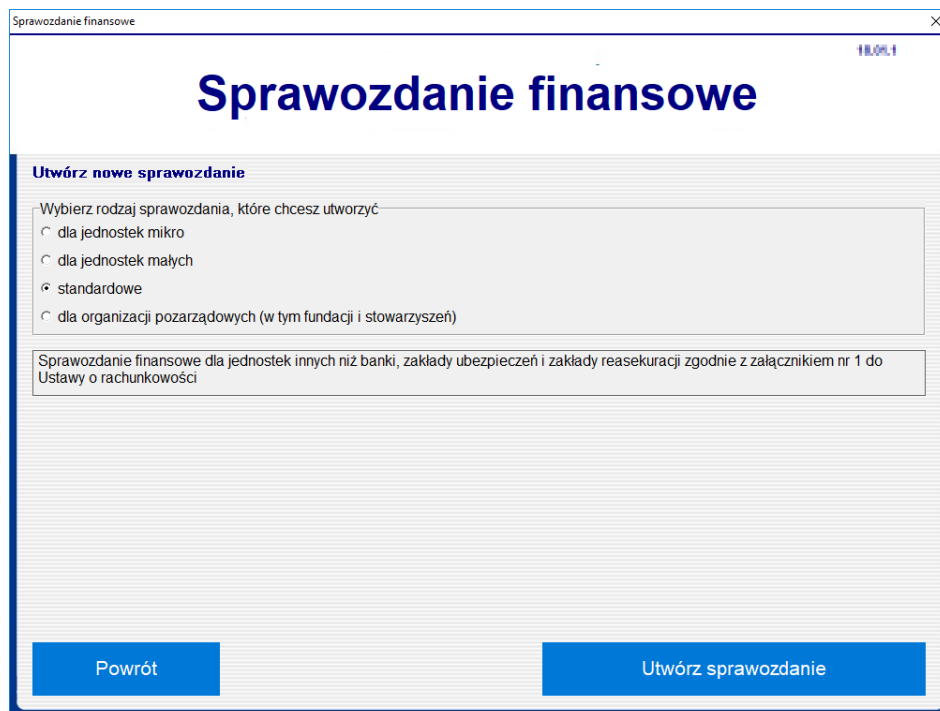 Sprawozdanie finansowe
Sprawozdanie finansowe
Utwórz nowe sprawozdanie
Wybierz rodzaj sprawozdania, które chcesz utworzyć
dla jednostek mikro
dla jednostek małych
standardowe
dla organizacji pozarządowych (w tym fundacji i stowarzyszeń)
Sprawozdanie finansowe dla jednostek innych niż banki, zakłady ubezpieczeń i zakłady reasekuracji zgodnie z załącznikiem nr 1 do
Ustawy o rachunkowości
Powrót
Utwórz sprawozdanie